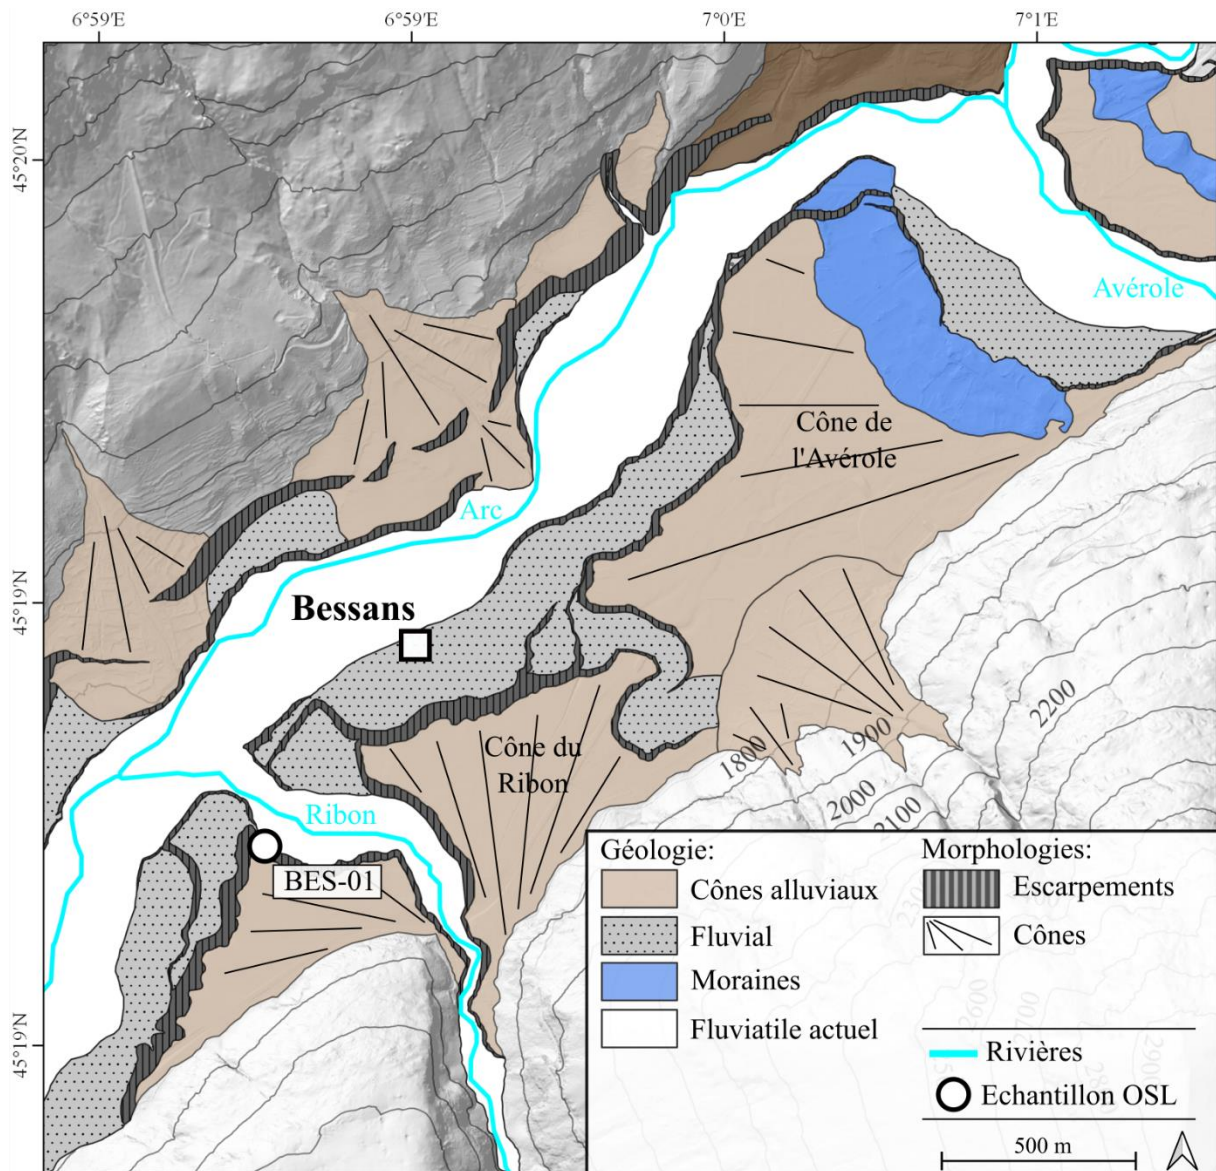 6°59'E
6°59'E
7°0'E
7°1'E
45°20'N
45°19'N
45°19'N
Avérole
Cône de
l'Avérole
Arc
Bessans
2200
1900
1800
2000
2100
Cône du
Ribon
Ribon
BES-01
Géologie:
Cônes alluviaux
Fluvial
Moraines
Fluviatile actuel
Morphologies:
Escarpements
Cônes
2600
Rivières
Echantillon OSL
500 m